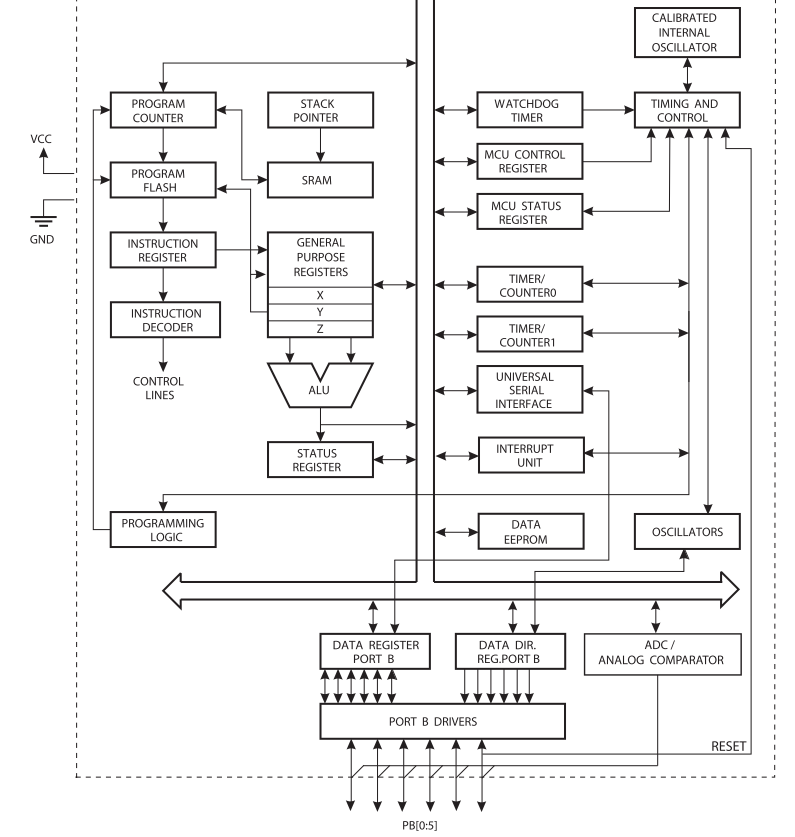 CALIBRATED
INTERNAL
OSCILLATOR
PROGRAM
COUNTER
STACK
POINTER
WATCHDOG
TIMER
TIMING AND
CONTROL
VCC
MCU CONTROL
REGISTER
PROGRAM
FLASH
SRAM
MCU STATUS
REGISTER
GND
INSTRUCTION
REGISTER
GENERAL
PURPOSE
REGISTERS
X
Y
Z
TIMER/
COUNTER0
INSTRUCTION
DECODER
TIMER/
COUNTER1
CONTROL
LINES
ALU
UNIVERSAL
SERIAL
INTERFACE
STATUS
REGISTER
INTERRUPT
UNIT
PROGRAMMING
LOGIC
DATA
EEPROM
OSCILLATORS
DATA REGISTER
PORT B
DATA DIR.
REG.PORT B
ADC /
ANALOG COMPARATOR
PORT B DRIVERS
RESET
PB[0:5]